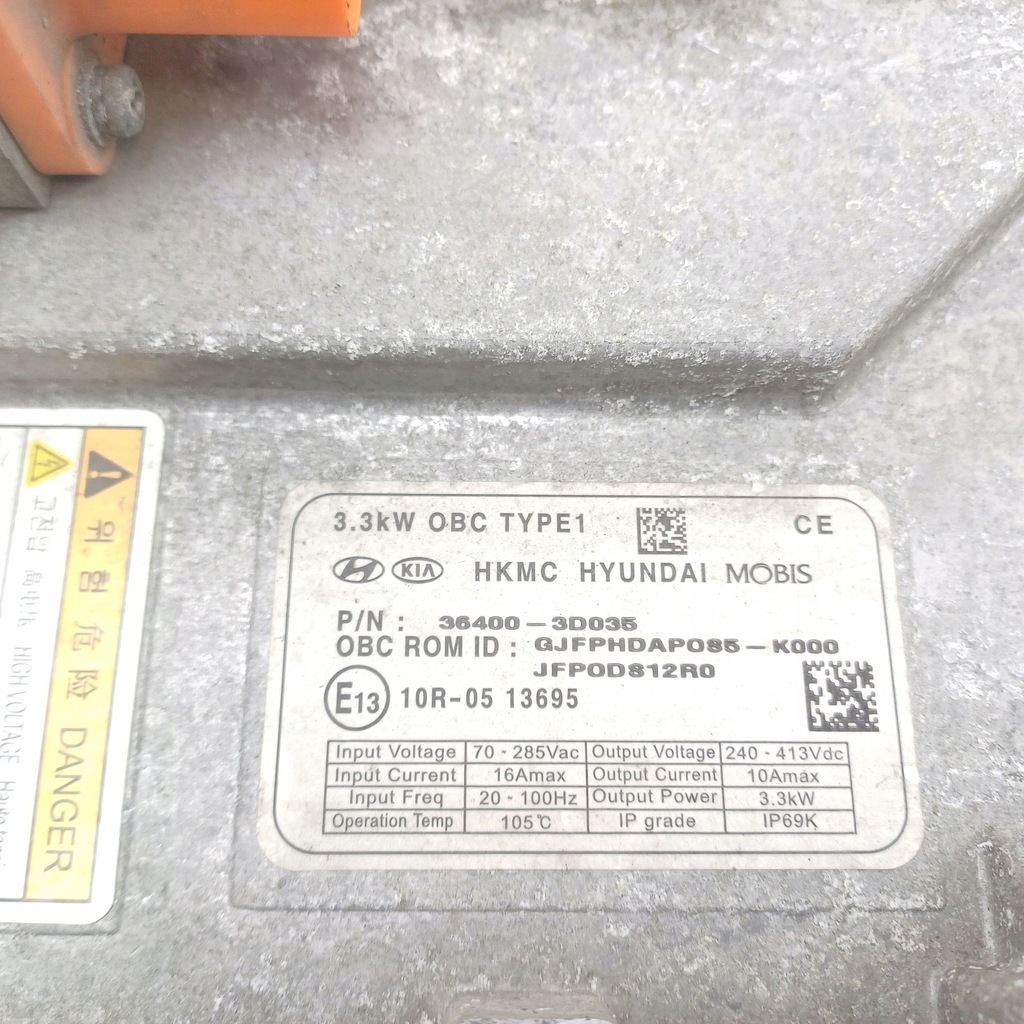 위험 危險 DANGER
고전압 HIGH VOLTAGE
3.3kW OBC TYPE1
CE
KIA HKMC HYUNDAI MOBIS
P/N : 36400-3D035
OBC ROM ID : GJFPHDAP085-K000
JFP0D812R0
E13 10R-05 13695
Input Voltage 70-285Vac Output Voltage 240-413Vdc
Input Current 16Amax Output Current 10Amax
Input Freq 20-100Hz Output Power 3.3kW
Operation Temp 105℃ IP grade IP69K